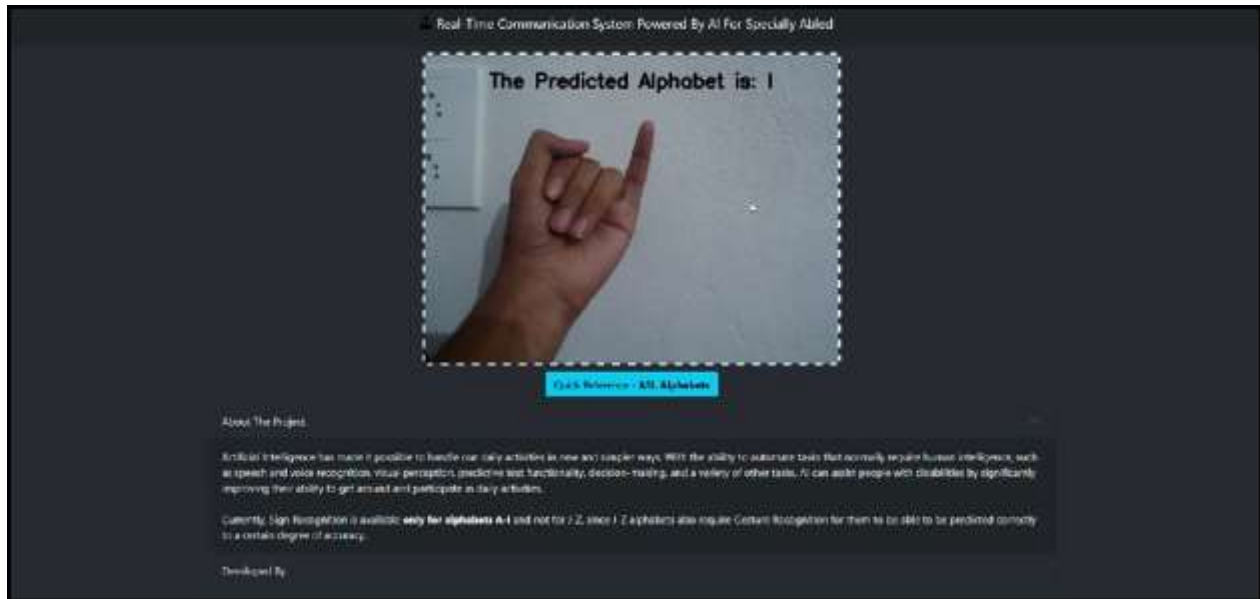 Real-Time Communication System Powered By AI For Specially Abled
The Predicted Alphabet is: I
Quick Reference - ASL Alphabets
About The Project
Artificial Intelligence has made it possible to handle our daily activities in new and simpler ways. With the ability to automate tasks that normally require human intelligence, such
as speech and voice recognition, visual perception, predictive text functionality, decision-making, and a variety of other tasks, AI can assist people with disabilities by significantly
improving their ability to get around and participate in daily activities.
Currently, Sign Recognition is available only for alphabets A-I and not for J-Z, since J-Z alphabets also require Gesture Recognition for them to be able to be predicted correctly
to a certain degree of accuracy.
Developed By